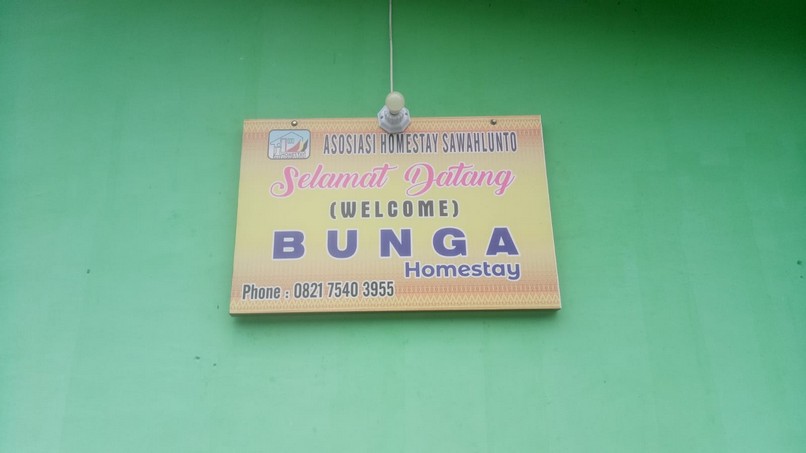 ASOSIASI HOMESTAY SAWAHLUNTO
Selamat Datang
(WELCOME)
BUNGA
Homestay
Phone : 0821 7540 3955